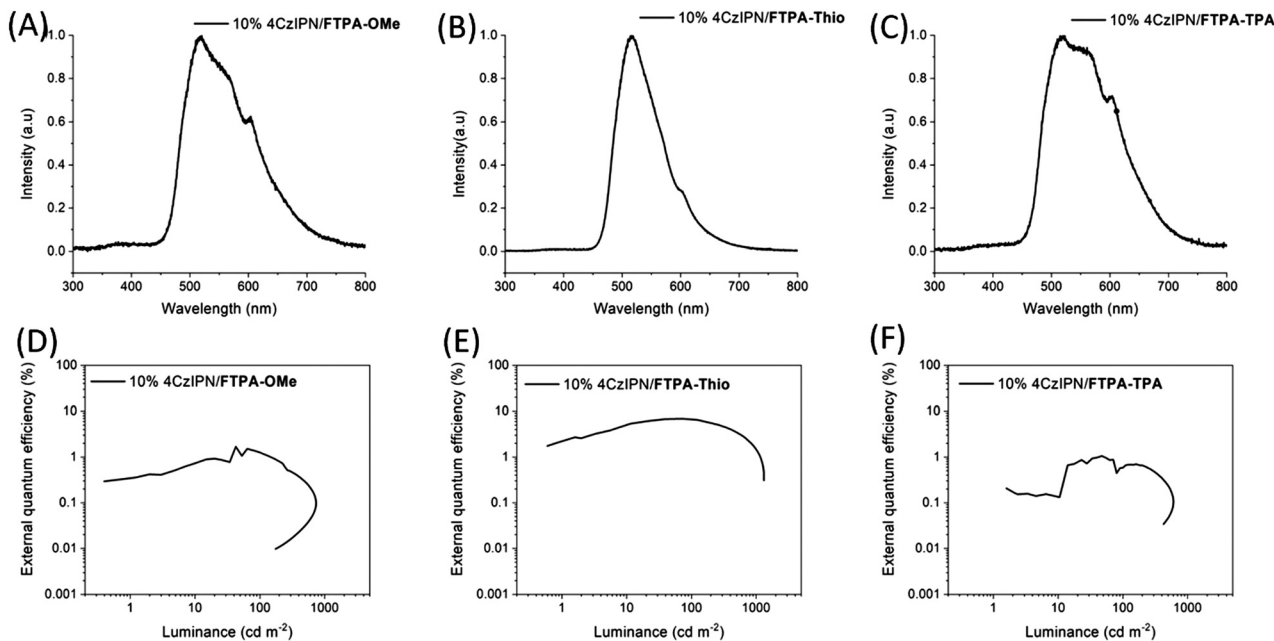 (A)
10% 4CzIPN/FTPA-OMe
1.0
0.8
0.6
0.4
0.2
0.0
Intensity (a.u)
300 400 500 600 700 800
Wavelength (nm)
(B)
10% 4CzIPN/FTPA-Thio
1.0
0.8
0.6
0.4
0.2
0.0
Intensity(a.u)
300 400 500 600 700 800
Wavelength (nm)
(C)
10% 4CzIPN/FTPA-TPA
1.0
0.8
0.6
0.4
0.2
0.0
Intensity (a.u)
300 400 500 600 700 800
Wavelength (nm)
(D)
10% 4CzIPN/FTPA-OMe
100
10
1
0.1
0.01
0.001
External quantum efficiency (%)
1 10 100 1000
Luminance (cd m-2)
(E)
10% 4CzIPN/FTPA-Thio
100
10
1
0.1
0.01
0.001
External quantum efficiency (%)
1 10 100 1000
Luminance (cd m-2)
(F)
10% 4CzIPN/FTPA-TPA
100
10
1
0.1
0.01
0.001
External quantum efficiency (%)
1 10 100 1000
Luminance (cd m-2)